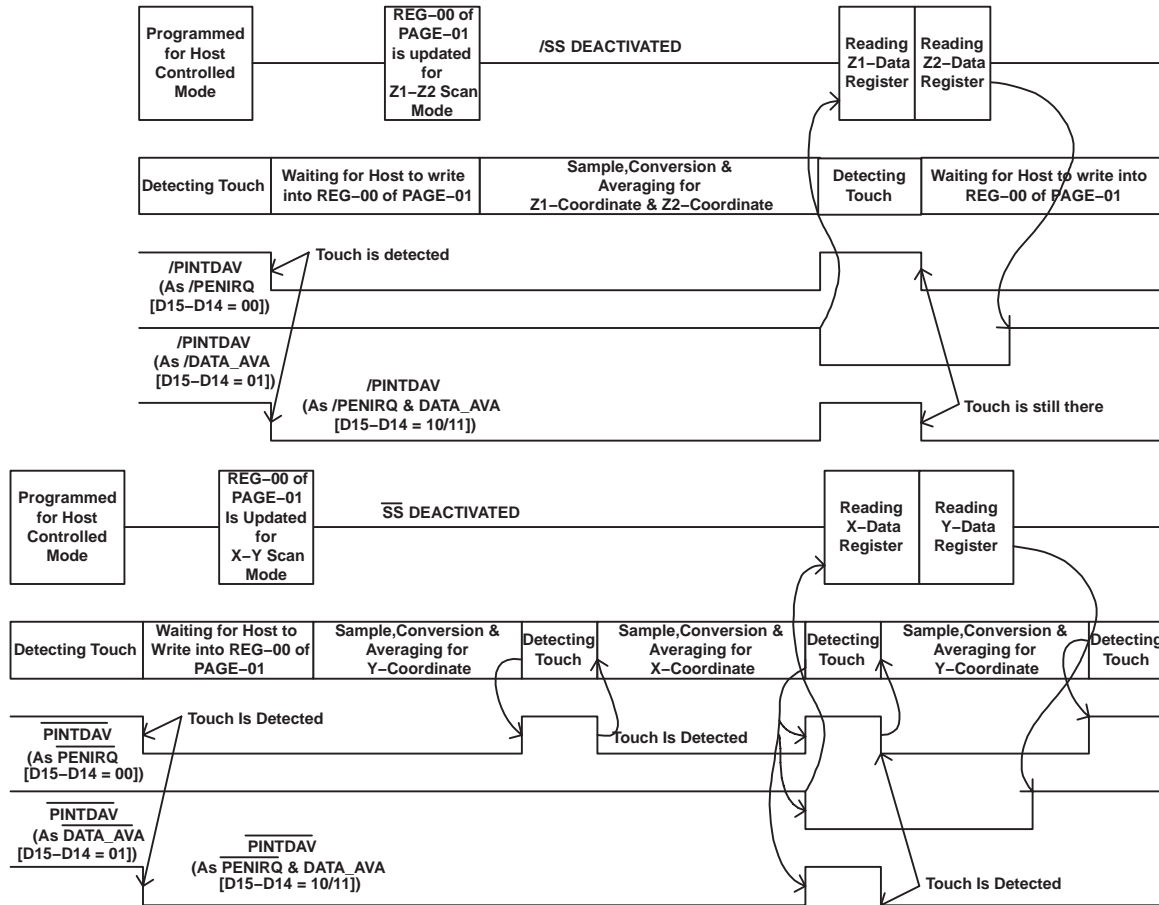 Programmed
for Host
Controlled
Mode
REG–00 of
PAGE–01
is updated
for
Z1–Z2 Scan
Mode
/SS DEACTIVATED
Reading
Z1–Data
Register
Reading
Z2–Data
Register
Detecting Touch
Waiting for Host to write
into REG–00 of PAGE–01
Sample,Conversion &
Averaging for
Z1–Coordinate & Z2–Coordinate
Detecting
Touch
Waiting for Host to write into
REG–00 of PAGE–01
Touch is detected
/PINTDAV
(As /PENIRQ
[D15–D14 = 00])
/PINTDAV
(As /DATA_AVA
[D15–D14 = 01])
/PINTDAV
(As /PENIRQ & DATA_AVA
[D15–D14 = 10/11])
Touch is still there
Programmed
for Host
Controlled
Mode
REG–00 of
PAGE–01
Is Updated
for
X–Y Scan
Mode
SS DEACTIVATED
Reading
X–Data
Register
Reading
Y–Data
Register
Detecting Touch
Waiting for Host to
Write into REG–00 of
PAGE–01
Sample,Conversion &
Averaging for
Y–Coordinate
Detecting
Touch
Sample,Conversion &
Averaging for
X–Coordinate
Detecting
Touch
Sample,Conversion &
Averaging for
Y–Coordinate
Detecting
Touch
Touch Is Detected
Touch Is Detected
PINTDAV
(As PENIRQ
[D15–D14 = 00])
PINTDAV
(As DATA_AVA
[D15–D14 = 01])
PINTDAV
(As PENIRQ & DATA_AVA
[D15–D14 = 10/11])
Touch Is Detected